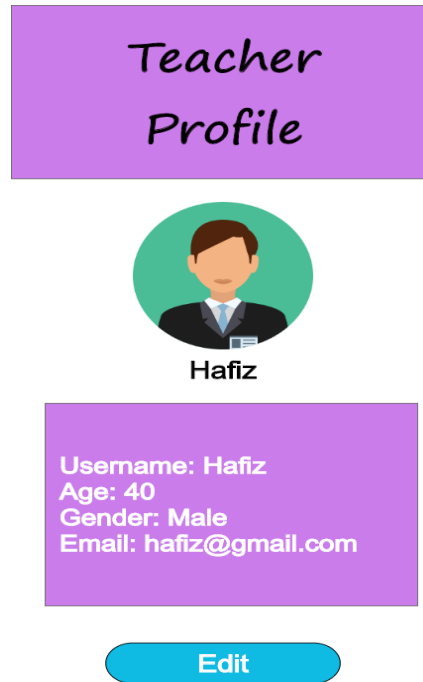 Teacher
Profile
Hafiz
Username: Hafiz
Age: 40
Gender: Male
Email: hafiz@gmail.com
Edit